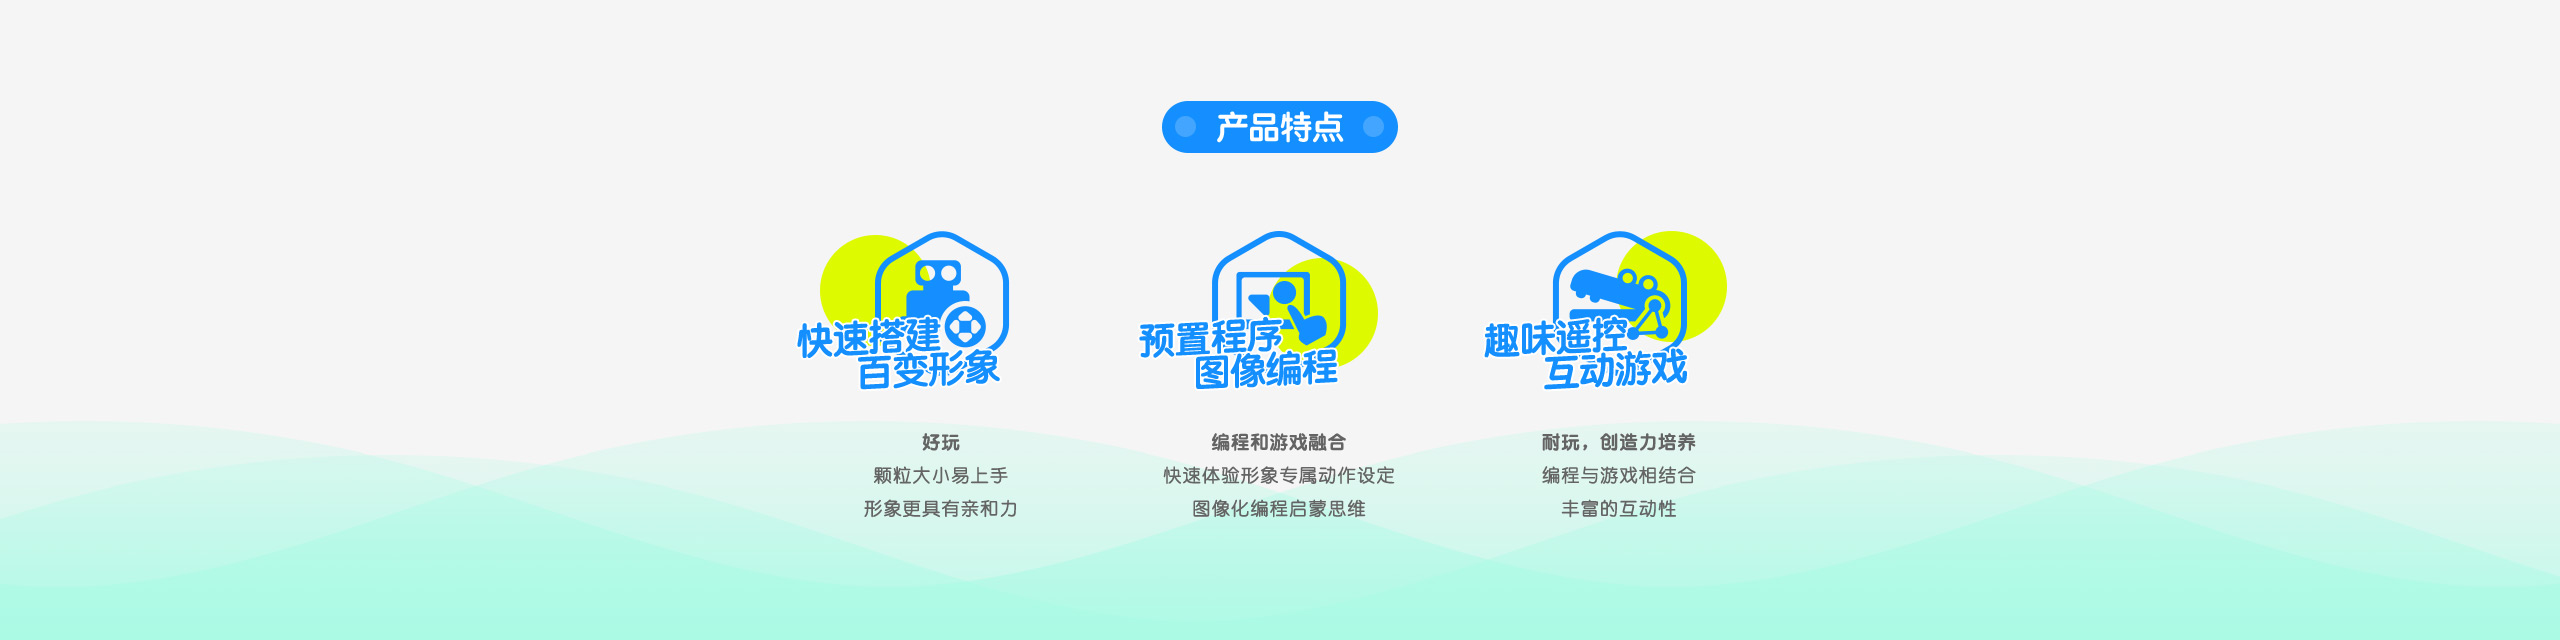 产品特点
快速搭建
百变形象
好玩
颗粒大小易上手
形象更具有亲和力
预置程序
图像编程
编程和游戏融合
快速体验形象专属动作设定
图像化编程启蒙思维
趣味遥控
互动游戏
耐玩，创造力培养
编程与游戏相结合
丰富的互动性